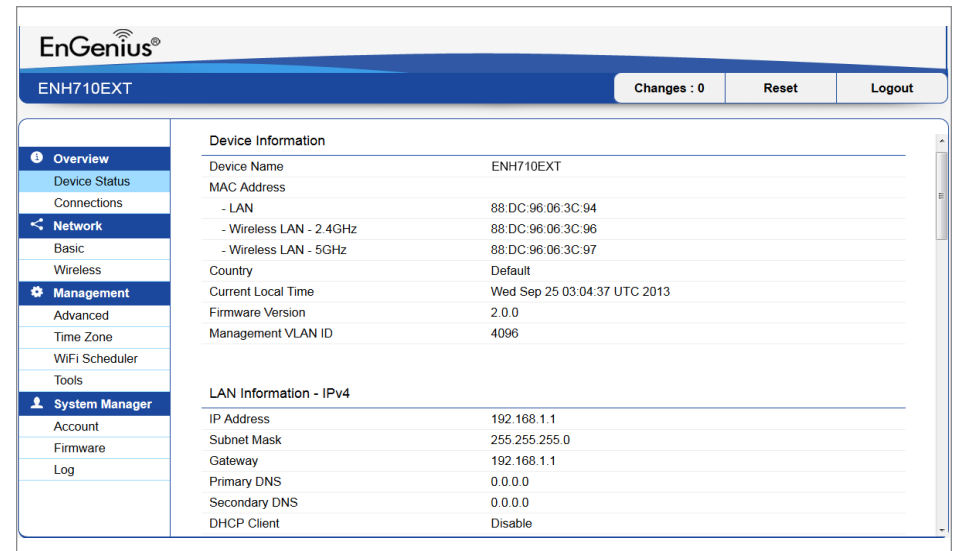 EnGenius®
ENH710EXT
Changes : 0 Reset Logout
Overview
Device Status
Connections
Network
Basic
Wireless
Management
Advanced
Time Zone
WiFi Scheduler
Tools
System Manager
Account
Firmware
Log
Device Information
Device Name ENH710EXT
MAC Address
- LAN 88:DC:96:06:3C:94
- Wireless LAN - 2.4GHz 88:DC:96:06:3C:96
- Wireless LAN - 5GHz 88:DC:96:06:3C:97
Country Default
Current Local Time Wed Sep 25 03:04:37 UTC 2013
Firmware Version 2.0.0
Management VLAN ID 4096
LAN Information - IPv4
IP Address 192.168.1.1
Subnet Mask 255.255.255.0
Gateway 192.168.1.1
Primary DNS 0.0.0.0
Secondary DNS 0.0.0.0
DHCP Client Disable